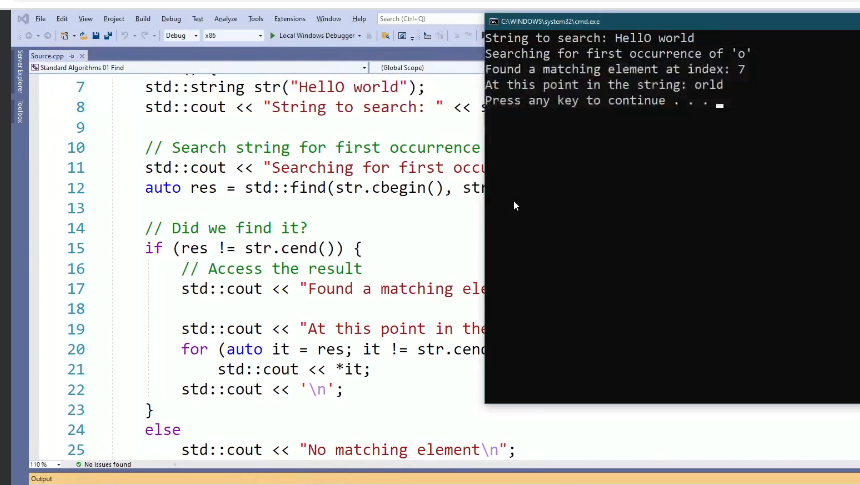 File Edit View Project Build Debug Test Analyze Tools Extensions Window Help Search (Ctrl+Q)
Debug x86 Local Windows Debugger
Source.cpp
Standard Algorithms 01 Find (Global Scope)
Server Explorer
Toolbox
7 std::string str("HellO world");
8 std::cout << "String to search: " << s
9
10 // Search string for first occurrence
11 std::cout << "Searching for first occu
12 auto res = std::find(str.cbegin(), str
13
14 // Did we find it?
15 if (res != str.cend()) {
16 // Access the result
17 std::cout << "Found a matching ele
18
19 std::cout << "At this point in the
20 for (auto it = res; it != str.cend
21 std::cout << *it;
22 std::cout << '\n';
23 }
24 else
25 std::cout << "No matching element\n";
110 % No issues found
Output
C:\WINDOWS\system32\cmd.exe
String to search: HellO world
Searching for first occurrence of 'o'
Found a matching element at index: 7
At this point in the string: orld
Press any key to continue . . .